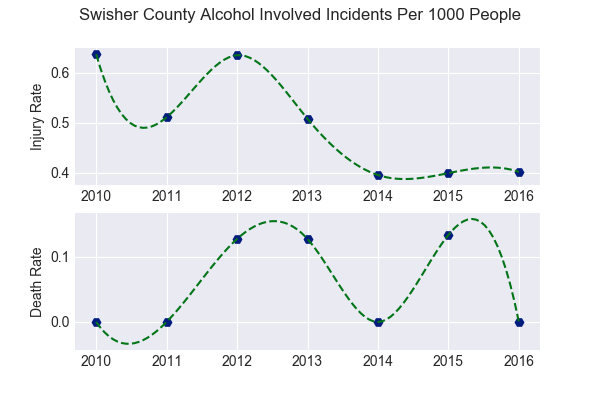 Swisher County Alcohol Involved Incidents Per 1000 People
Injury Rate
0.6
0.5
0.4
2010 2011 2012 2013 2014 2015 2016
Death Rate
0.1
0.0
2010 2011 2012 2013 2014 2015 2016